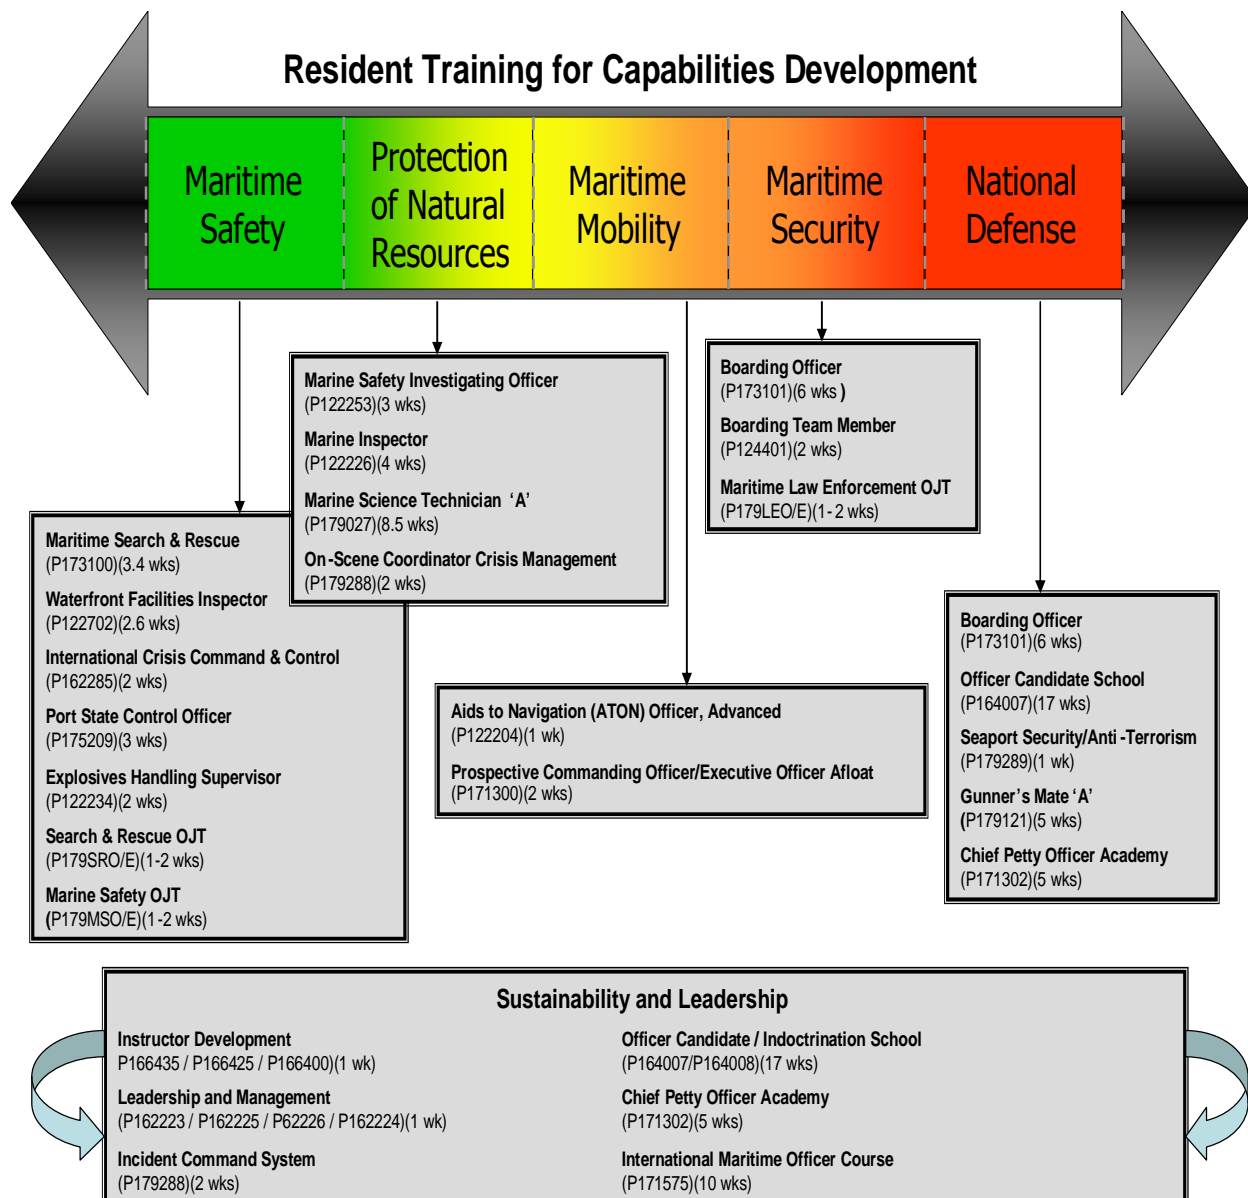 Resident Training for Capabilities Development
Maritime
Safety
Protection
of Natural
Resources
Maritime
Mobility
Maritime
Security
National
Defense
Marine Safety Investigating Officer
(P122253)(3 wks)
Marine Inspector
(P122226)(4 wks)
Marine Science Technician ‘A’
(P179027)(8.5 wks)
On-Scene Coordinator Crisis Management
(P179288)(2 wks)
Boarding Officer
(P173101)(6 wks )
Boarding Team Member
(P124401)(2 wks)
Maritime Law Enforcement OJT
(P179LEO/E)(1-2 wks)
Maritime Search & Rescue
(P173100)(3.4 wks)
Waterfront Facilities Inspector
(P122702)(2.6 wks)
International Crisis Command & Control
(P162285)(2 wks)
Port State Control Officer
(P175209)(3 wks)
Explosives Handling Supervisor
(P122234)(2 wks)
Search & Rescue OJT
(P179SRO/E)(1-2 wks)
Marine Safety OJT
(P179MSO/E)(1-2 wks)
Aids to Navigation (ATON) Officer, Advanced
(P122204)(1 wk)
Prospective Commanding Officer/Executive Officer Afloat
(P171300)(2 wks)
Boarding Officer
(P173101)(6 wks)
Officer Candidate School
(P164007)(17 wks)
Seaport Security/Anti-Terrorism
(P179289)(1 wk)
Gunner’s Mate ‘A’
(P179121)(5 wks)
Chief Petty Officer Academy
(P171302)(5 wks)
Sustainability and Leadership
Instructor Development
P166435 / P166425 / P166400)(1 wk)
Leadership and Management
(P162223 / P162225 / P62226 / P162224)(1 wk)
Incident Command System
(P179288)(2 wks)
Officer Candidate / Indoctrination School
(P164007/P164008)(17 wks)
Chief Petty Officer Academy
(P171302)(5 wks)
International Maritime Officer Course
(P171575)(10 wks)